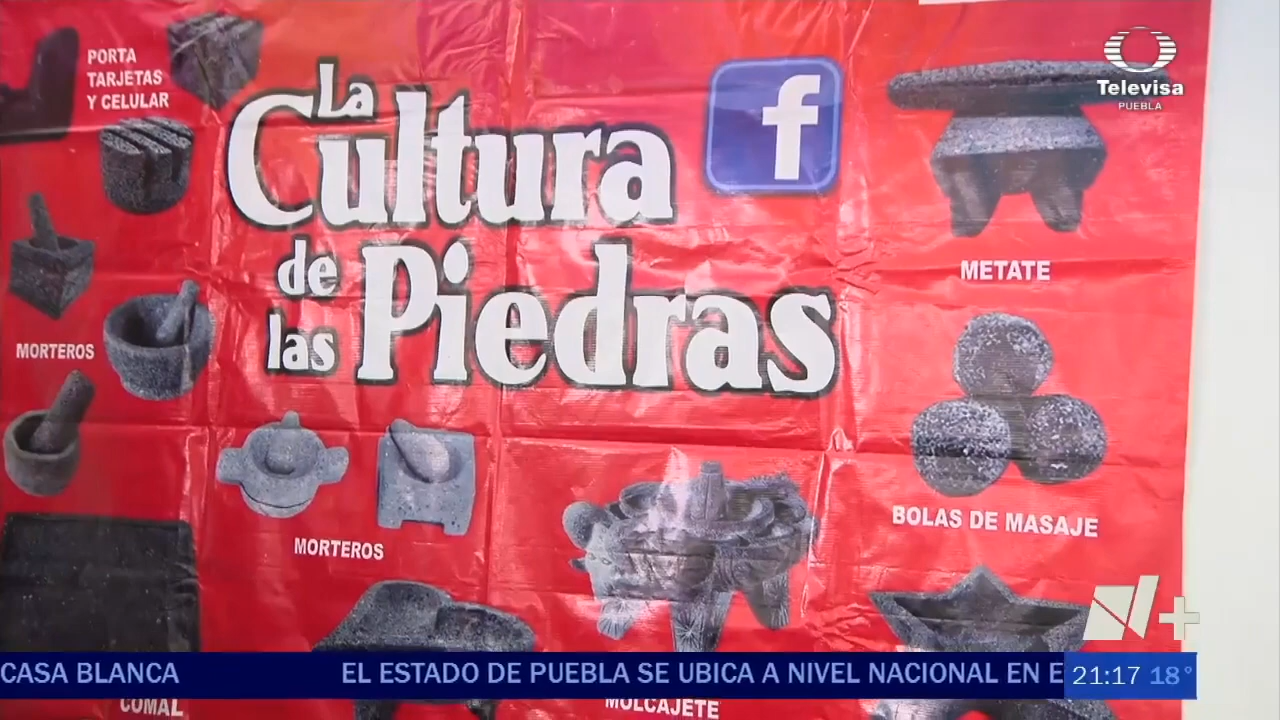 PORTA
TARJETAS
Y CELULAR
La
Cultura
de
las Piedras
f
Televisa
PUEBLA
METATE
MORTEROS
MORTEROS
BOLAS DE MASAJE
N+
CASA BLANCA
EL ESTADO DE PUEBLA SE UBICA A NIVEL NACIONAL EN E
21:17 18°
COMAL
MOLCAJETE